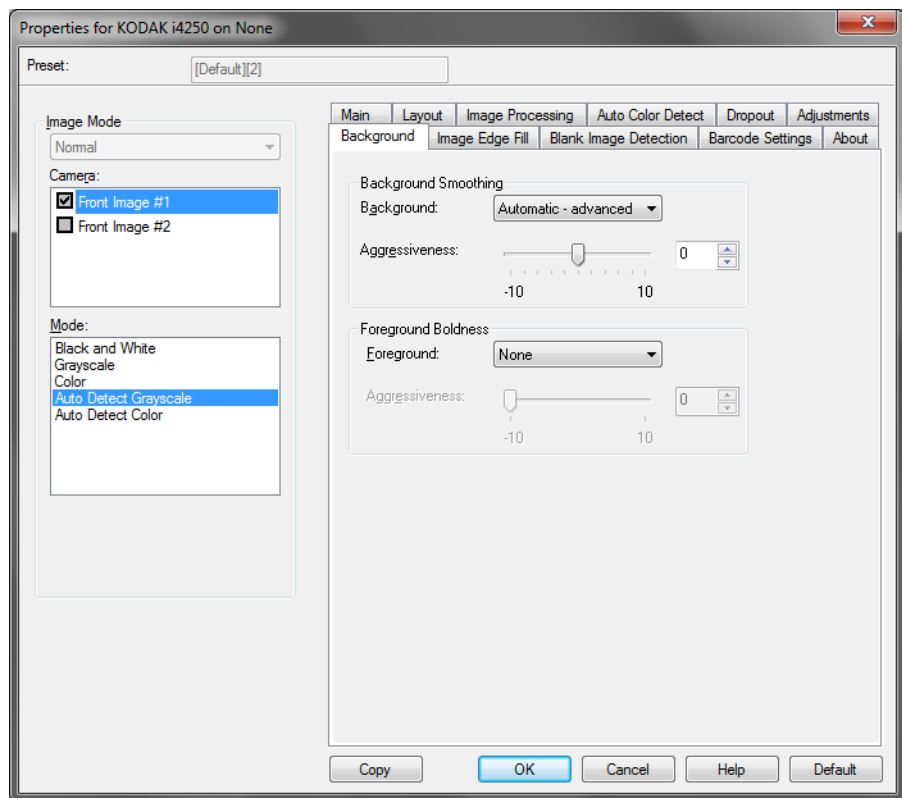 Properties for KODAK i4250 on None
Preset:
[Default][2]
Image Mode
Normal
Camera:
Front Image #1
Front Image #2
Mode:
Black and White
Grayscale
Color
Auto Detect Grayscale
Auto Detect Color
Main Layout Image Processing Auto Color Detect Dropout Adjustments
Background Image Edge Fill Blank Image Detection Barcode Settings About
Background Smoothing
Background: Automatic - advanced
Aggressiveness: 0
-10 10
Foreground Boldness
Foreground: None
Aggressiveness: 0
-10 10
Copy OK Cancel Help Default